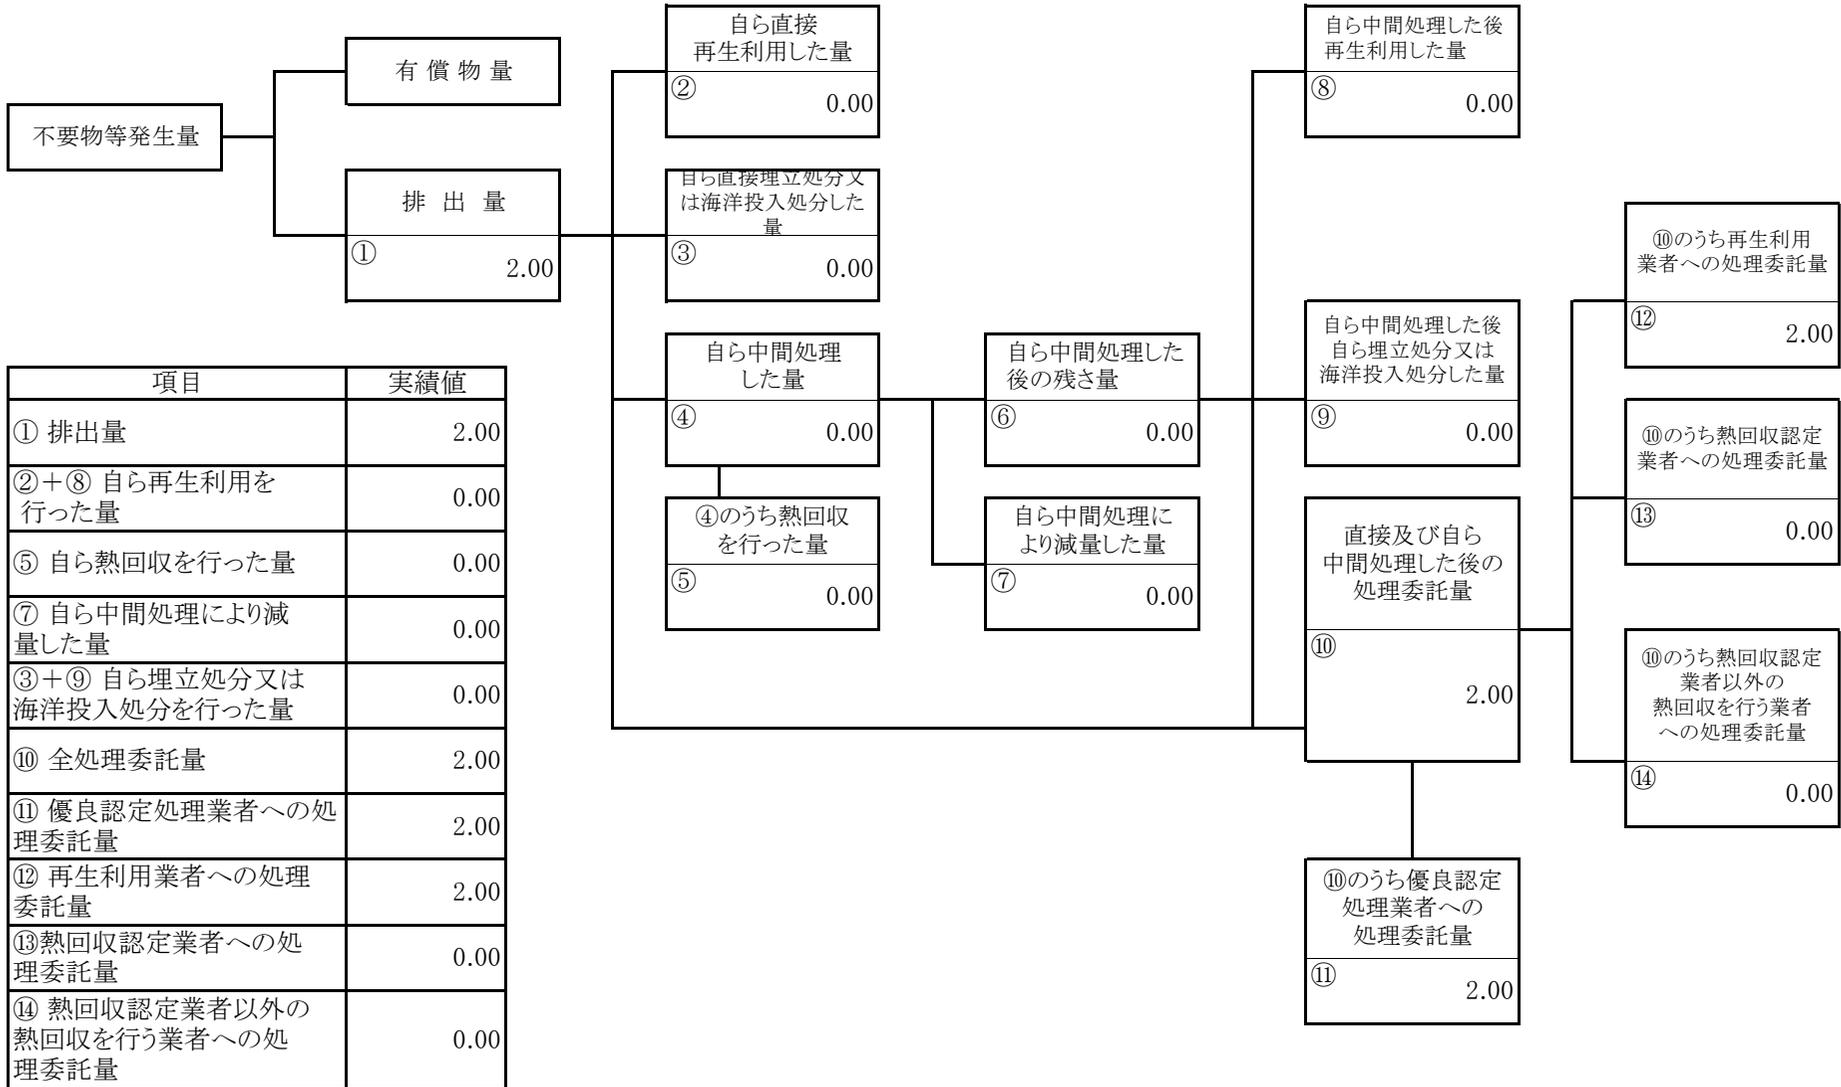 自ら直接
再生利用した量
②
0.00
自ら中間処理した後
再生利用した量
⑧
0.00
有 償 物 量
不要物等発生量
排 出 量
①
2.00
自ら直接埋立処分又
は海洋投入処分した
量
③
0.00
⑩のうち再生利用
業者への処理委託量
⑫
2.00
自ら中間処理
した量
④
0.00
自ら中間処理した
後の残さ量
⑥
0.00
自ら中間処理した後
自ら埋立処分又は
海洋投入処分した量
⑨
0.00
⑩のうち熱回収認定
業者への処理委託量
⑬
0.00
④のうち熱回収
を行った量
⑤
0.00
自ら中間処理に
より減量した量
⑦
0.00
直接及び自ら
中間処理した後の
処理委託量
⑩
2.00
⑩のうち熱回収認定
業者以外の
熱回収を行う業者
への処理委託量
⑭
0.00
⑩のうち優良認定
処理業者への
処理委託量
⑪
2.00
項目 実績値
① 排出量 2.00
②+⑧ 自ら再生利用を
行った量
0.00
⑤ 自ら熱回収を行った量 0.00
⑦ 自ら中間処理により減
量した量
0.00
③+⑨ 自ら埋立処分又は
海洋投入処分を行った量
0.00
⑩ 全処理委託量 2.00
⑪ 優良認定処理業者への処
理委託量
2.00
⑫ 再生利用業者への処理
委託量
2.00
⑬熱回収認定業者への処
理委託量
0.00
⑭ 熱回収認定業者以外の
熱回収を行う業者への処
理委託量
0.00